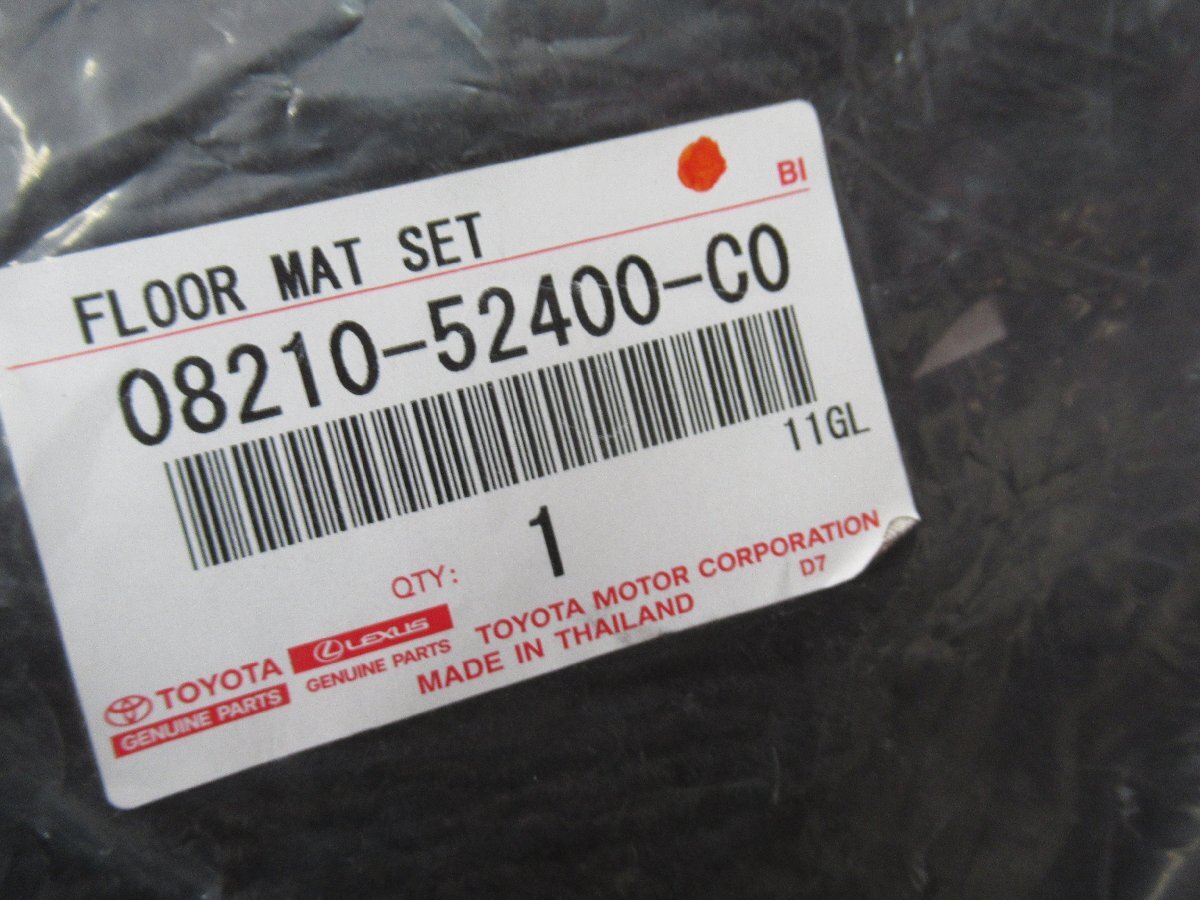 BI
FLOOR MAT SET
08210-52400-C0
11GL
QTY: 1
TOYOTA
GENUINE PARTS
LEXUS
GENUINE PARTS
TOYOTA MOTOR CORPORATION
MADE IN THAILAND
D7